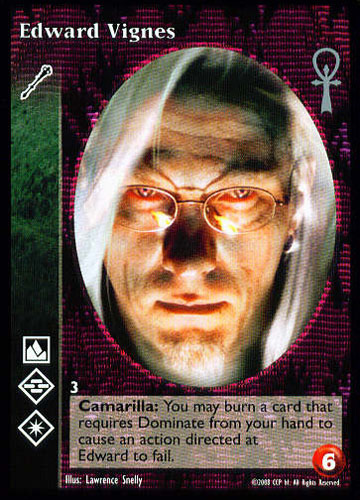 Edward Vignes
3
Camarilla: You may burn a card that
requires Dominate from your hand to
cause an action directed at
Edward to fail.
6
Illus: Lawrence Snelly
©2008 CCP hf. All Rights Reserved.